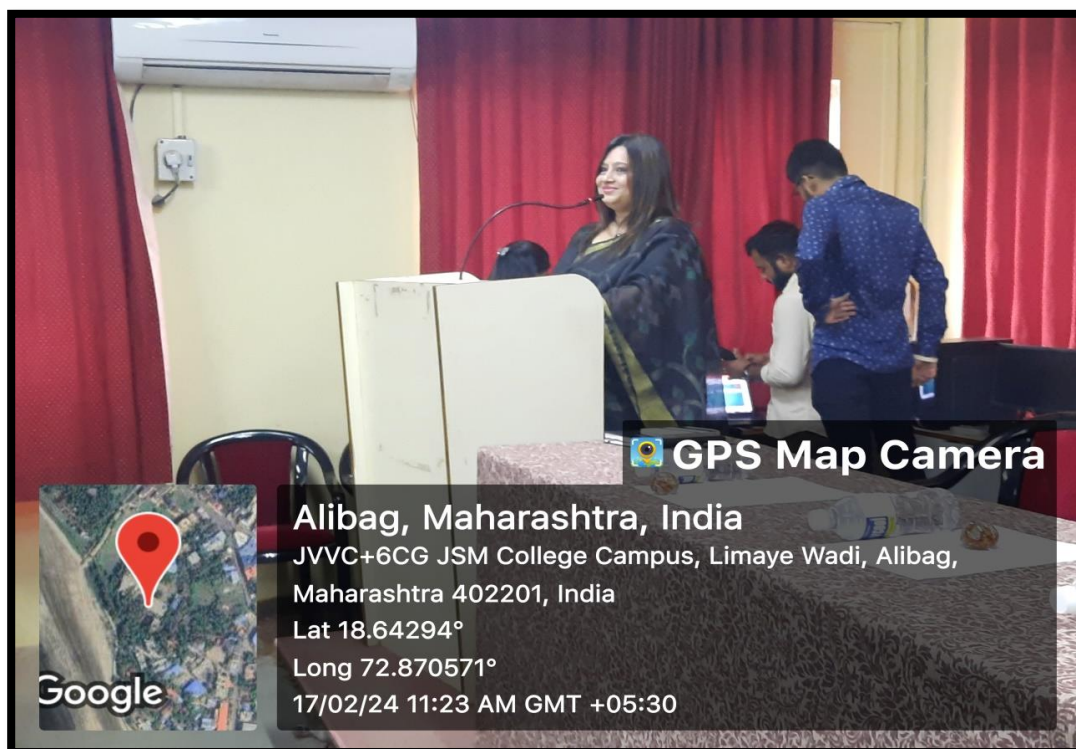 GPS Map Camera
Alibag, Maharashtra, India
JVVC+6CG JSM College Campus, Limaye Wadi, Alibag,
Maharashtra 402201, India
Lat 18.64294°
Long 72.870571°
17/02/24 11:23 AM GMT +05:30
Google